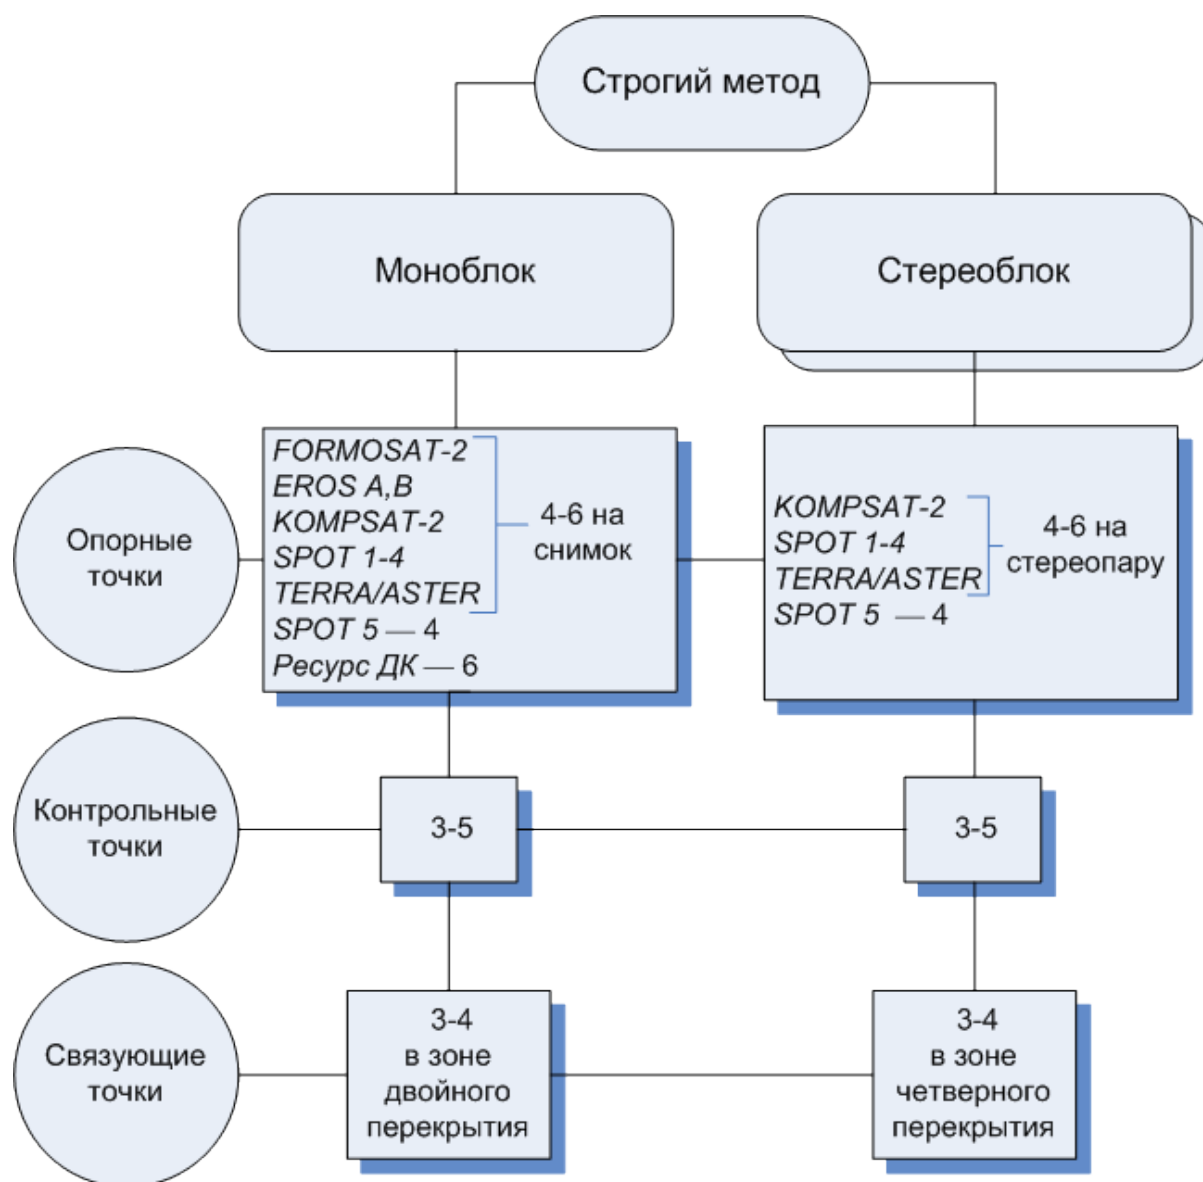 Строгий метод
Моноблок
Стереоблок
Опорные
точки
FORMOSAT-2
EROS A,B
KOMPSAT-2
SPOT 1-4
TERRA/ASTER
SPOT 5 — 4
Ресурс ДК — 6
4-6 на
снимок
KOMPSAT-2
SPOT 1-4
TERRA/ASTER
SPOT 5 — 4
4-6 на
стереопару
Контрольные
точки
3-5
3-5
Связующие
точки
3-4
в зоне
двойного
перекрытия
3-4
в зоне
четверного
перекрытия